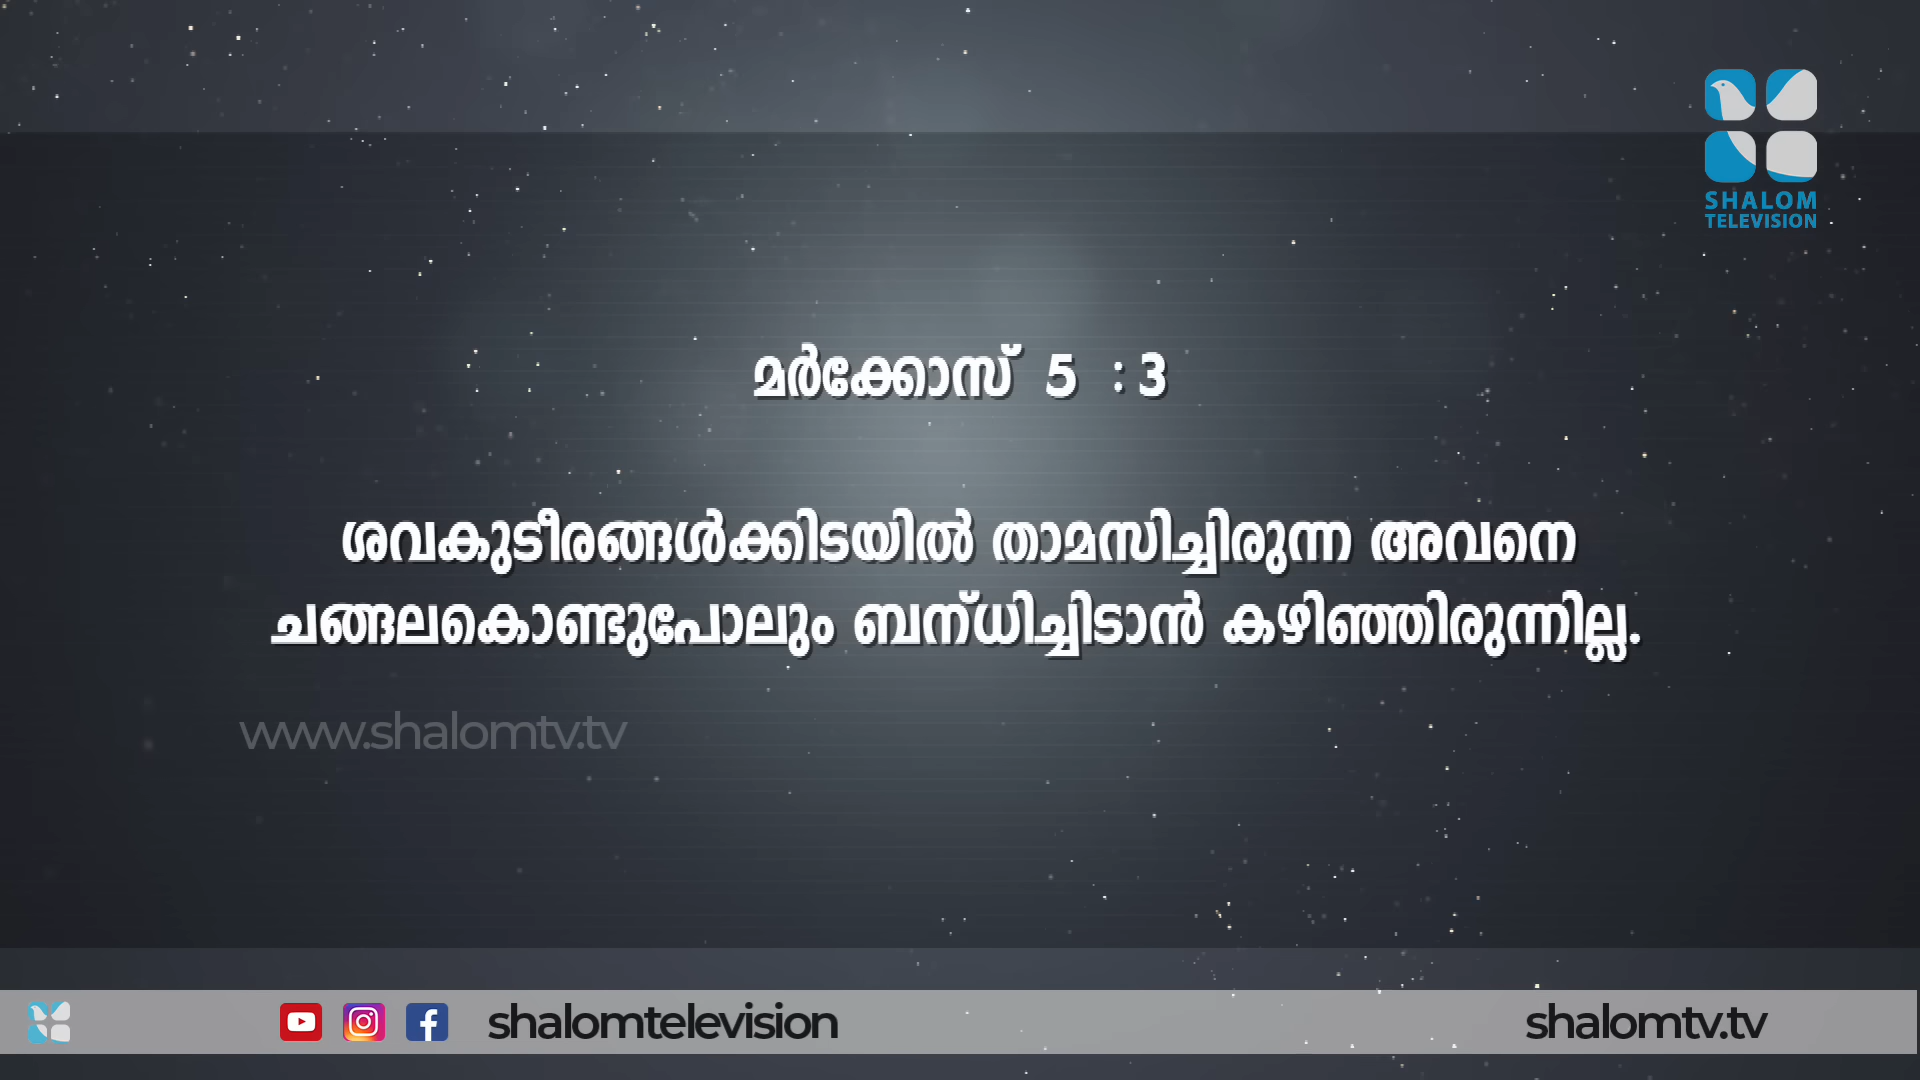 SHALOM
TELEVISION
മർക്കോസ് 5 : 3
ശവകുടീരങ്ങൾക്കിടയിൽ താമസിച്ചിരുന്ന അവനെ
ചങ്ങലകൊണ്ടുപോലും ബന്ധിച്ചിടാൻ കഴിഞ്ഞിരുന്നില്ല.
www.shalomtv.tv
shalomtelevision
shalomtv.tv